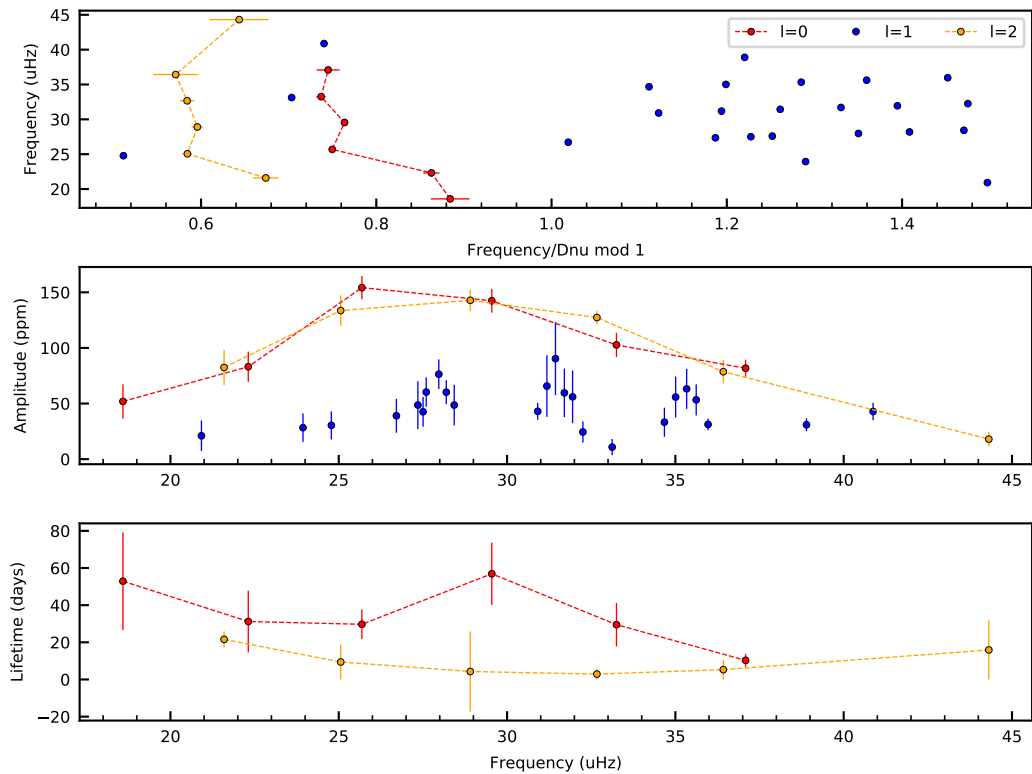 45
40
35
30
25
20
Frequency (uHz)
l=0 l=1 l=2
0.6 0.8 1.0 1.2 1.4
Frequency/Dnu mod 1
150
100
50
0
Amplitude (ppm)
20 25 30 35 40 45
80
60
40
20
0
−20
Lifetime (days)
20 25 30 35 40 45
Frequency (uHz)